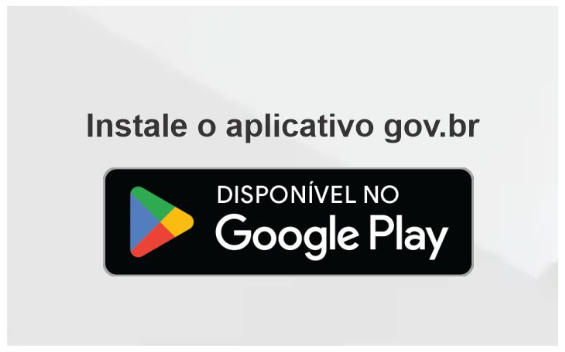 Instale o aplicativo gov.br
DISPONÍVEL NO
Google Play